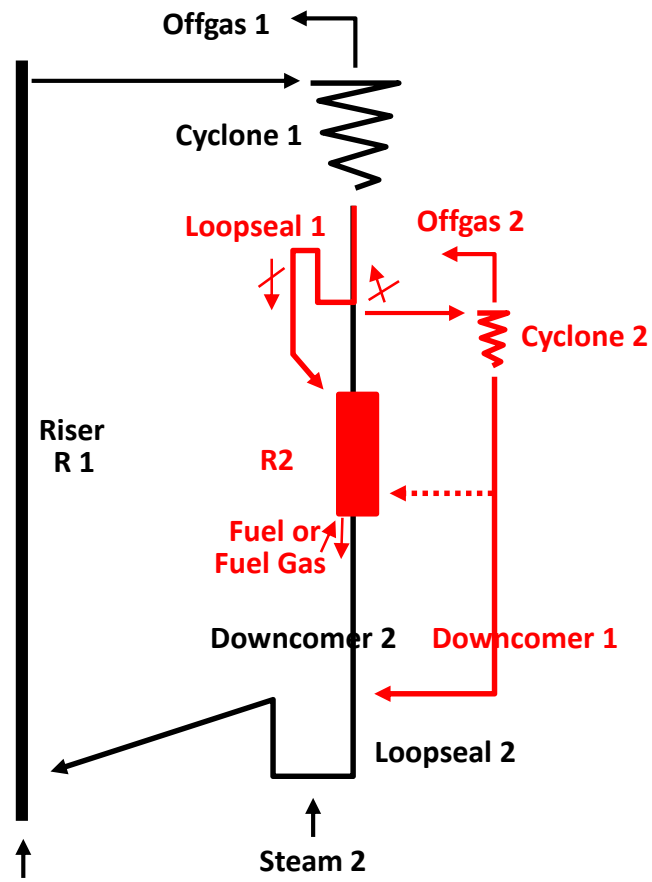 Offgas 1
Cyclone 1
Loopseal 1
Offgas 2
Cyclone 2
Riser
R 1
R2
Fuel or
Fuel Gas
Downcomer 2
Downcomer 1
Loopseal 2
Steam 2